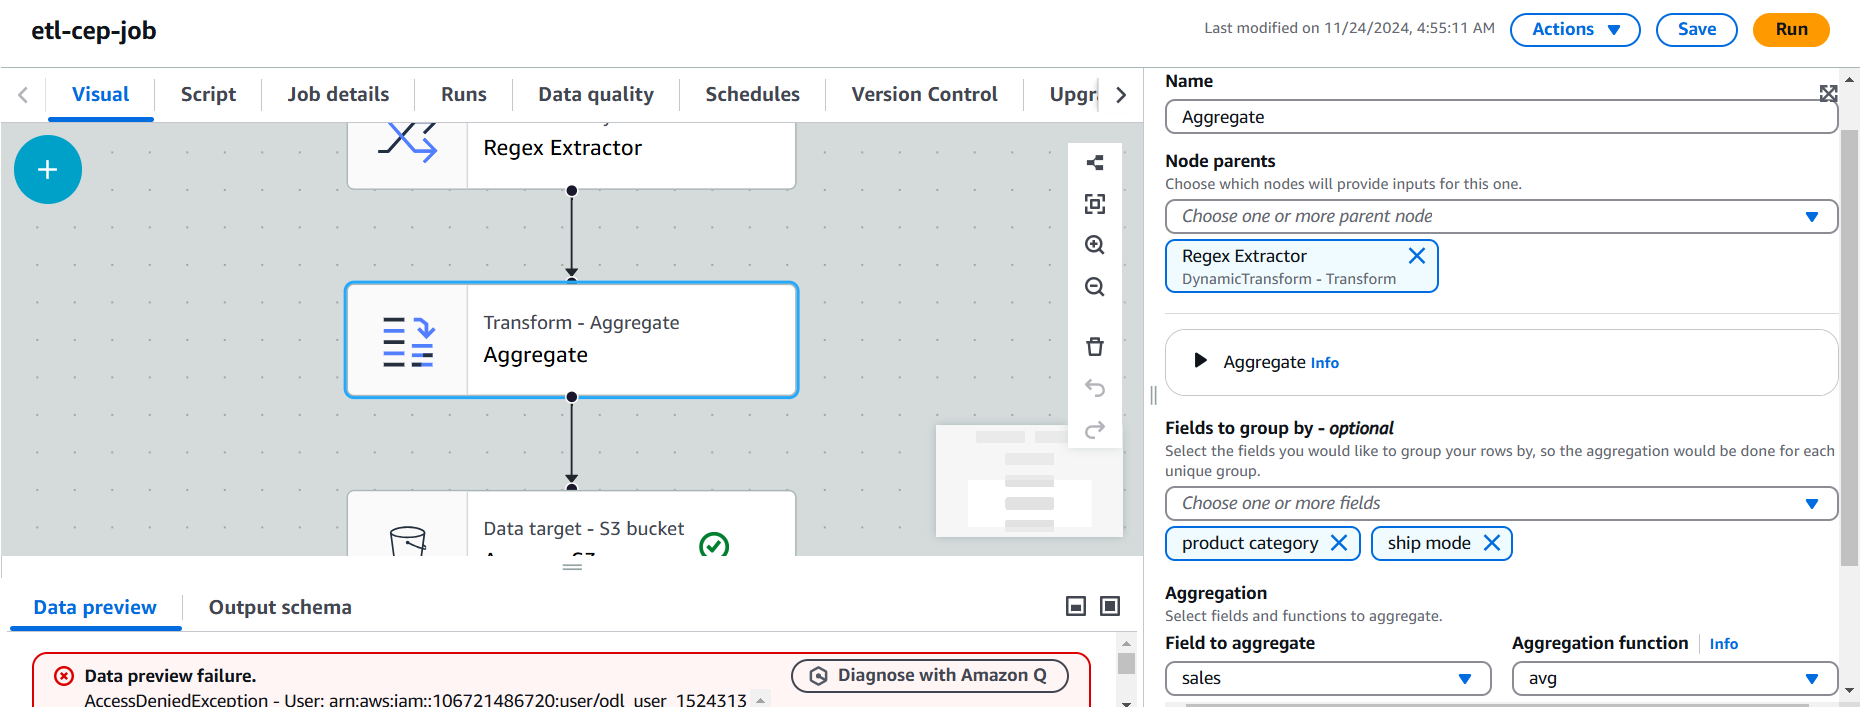 etl-cep-job
Last modified on 11/24/2024, 4:55:11 AM
Actions
Save
Run
Visual
Script
Job details
Runs
Data quality
Schedules
Version Control
Regex Extractor
Transform - Aggregate
Aggregate
Data target - S3 bucket
Data preview
Output schema
Data preview failure.
Diagnose with Amazon Q
AccessDeniedException - User: arn:aws:iam::106721486720:user/odl_user_1524313
Name
Aggregate
Node parents
Choose which nodes will provide inputs for this one.
Choose one or more parent node
Regex Extractor
DynamicTransform - Transform
Aggregate Info
Fields to group by - optional
Select the fields you would like to group your rows by, so the aggregation would be done for each
unique group.
Choose one or more fields
product category
ship mode
Aggregation
Select fields and functions to aggregate.
Field to aggregate
Aggregation function Info
sales
avg